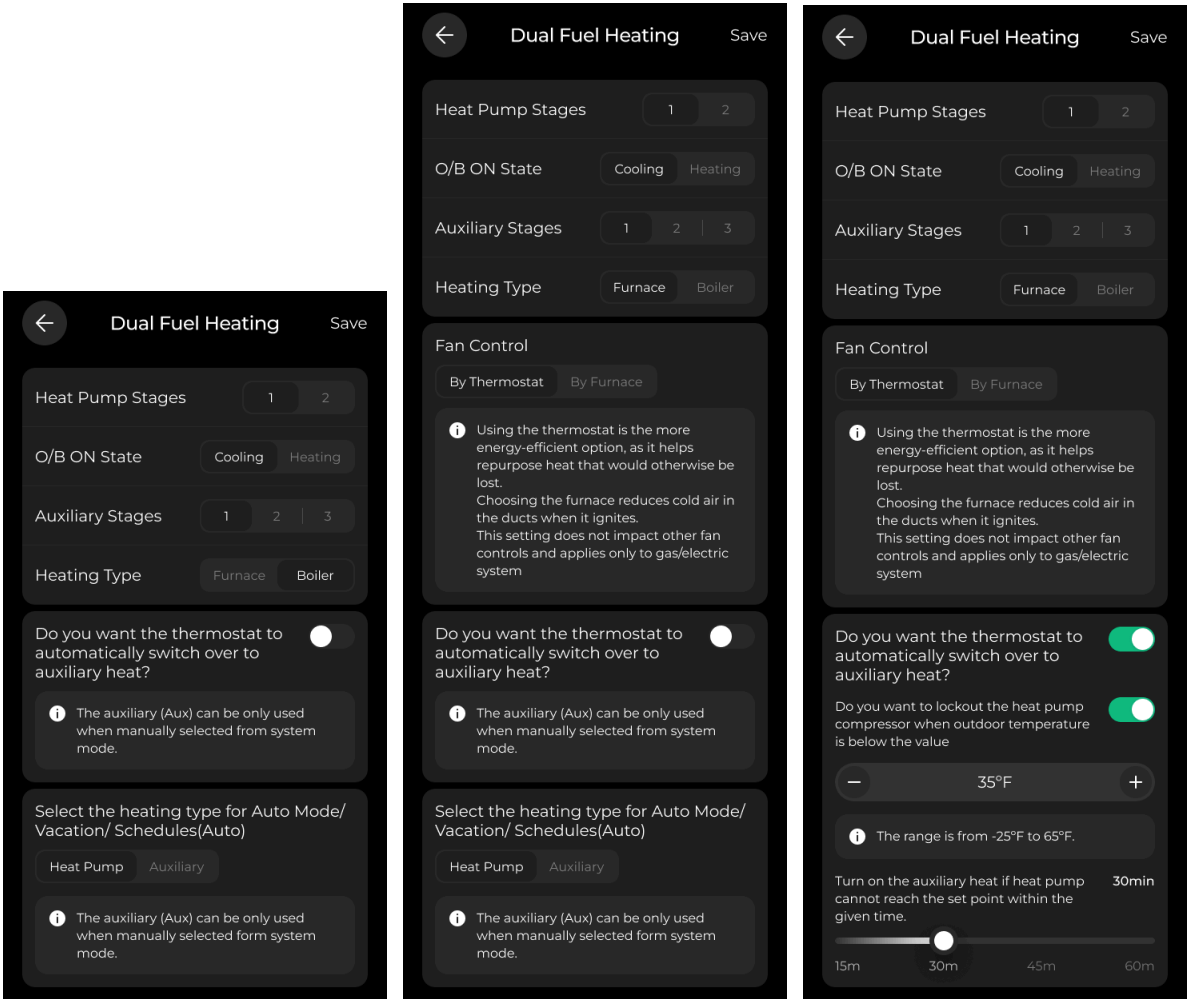 Dual Fuel Heating Save
Heat Pump Stages 1 2
O/B ON State Cooling Heating
Auxiliary Stages 1 2 3
Heating Type Furnace Boiler
Do you want the thermostat to
automatically switch over to
auxiliary heat?
The auxiliary (Aux) can be only used
when manually selected from system
mode.
Select the heating type for Auto Mode/
Vacation/ Schedules(Auto)
Heat Pump Auxiliary
The auxiliary (Aux) can be only used
when manually selected form system
mode.
Dual Fuel Heating Save
Heat Pump Stages 1 2
O/B ON State Cooling Heating
Auxiliary Stages 1 2 3
Heating Type Furnace Boiler
Fan Control
By Thermostat By Furnace
Using the thermostat is the more
energy-efficient option, as it helps
repurpose heat that would otherwise be
lost.
Choosing the furnace reduces cold air in
the ducts when it ignites.
This setting does not impact other fan
controls and applies only to gas/electric
system
Do you want the thermostat to
automatically switch over to
auxiliary heat?
The auxiliary (Aux) can be only used
when manually selected from system
mode.
Select the heating type for Auto Mode/
Vacation/ Schedules(Auto)
Heat Pump Auxiliary
The auxiliary (Aux) can be only used
when manually selected form system
mode.
Dual Fuel Heating Save
Heat Pump Stages 1 2
O/B ON State Cooling Heating
Auxiliary Stages 1 2 3
Heating Type Furnace Boiler
Fan Control
By Thermostat By Furnace
Using the thermostat is the more
energy-efficient option, as it helps
repurpose heat that would otherwise be
lost.
Choosing the furnace reduces cold air in
the ducts when it ignites.
This setting does not impact other fan
controls and applies only to gas/electric
system
Do you want the thermostat to
automatically switch over to
auxiliary heat?
Do you want to lockout the heat pump
compressor when outdoor temperature
is below the value
− 35°F +
The range is from -25°F to 65°F.
Turn on the auxiliary heat if heat pump 30min
cannot reach the set point within the
given time.
15m 30m 45m 60m